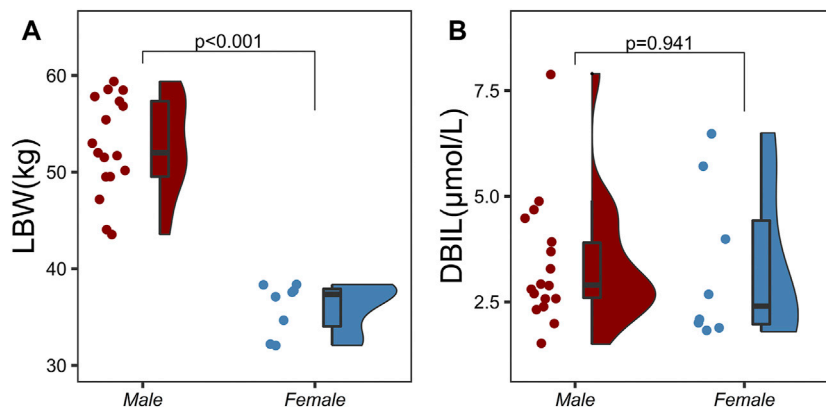 A
p<0.001
LBW(kg)
60
50
40
30
Male
Female
B
p=0.941
DBIL(μmol/L)
7.5
5.0
2.5
Male
Female